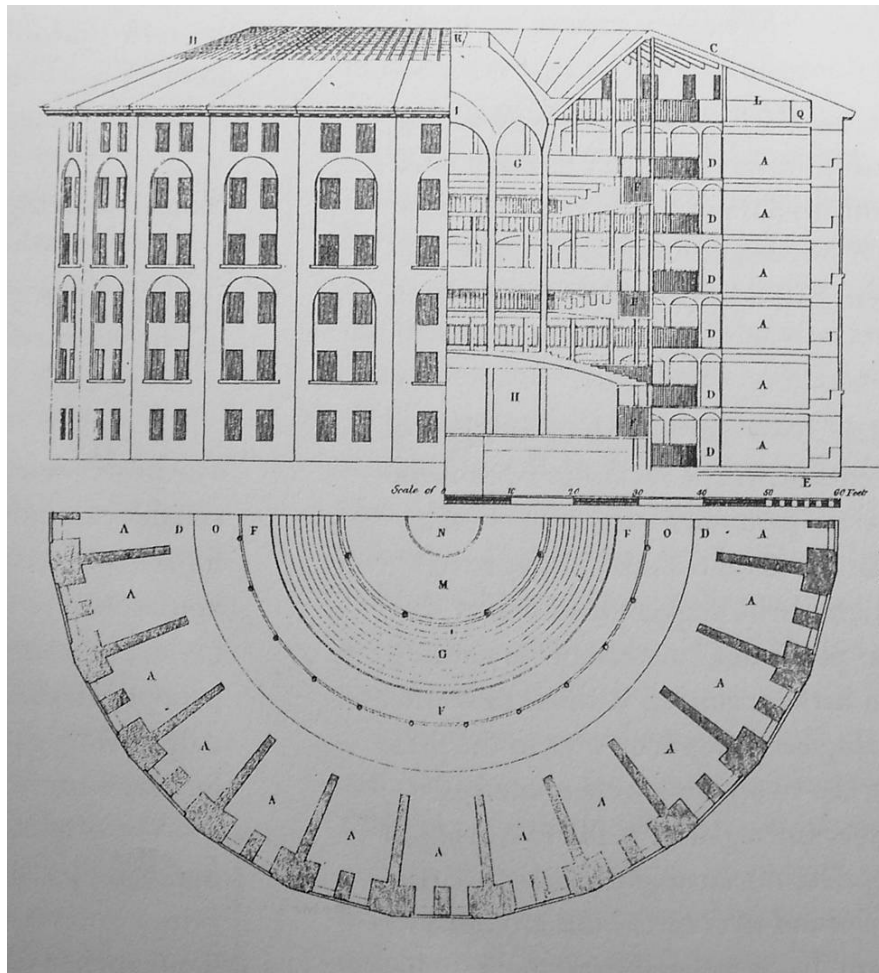 C
L
Q
I
G D A
F D A
D A
F D A
D A
H
F D A
E
Scale of 10 20 30 40 50 60 Feet
A D O F N F O D A
A M A
A G A
A F A
A A
A A
A